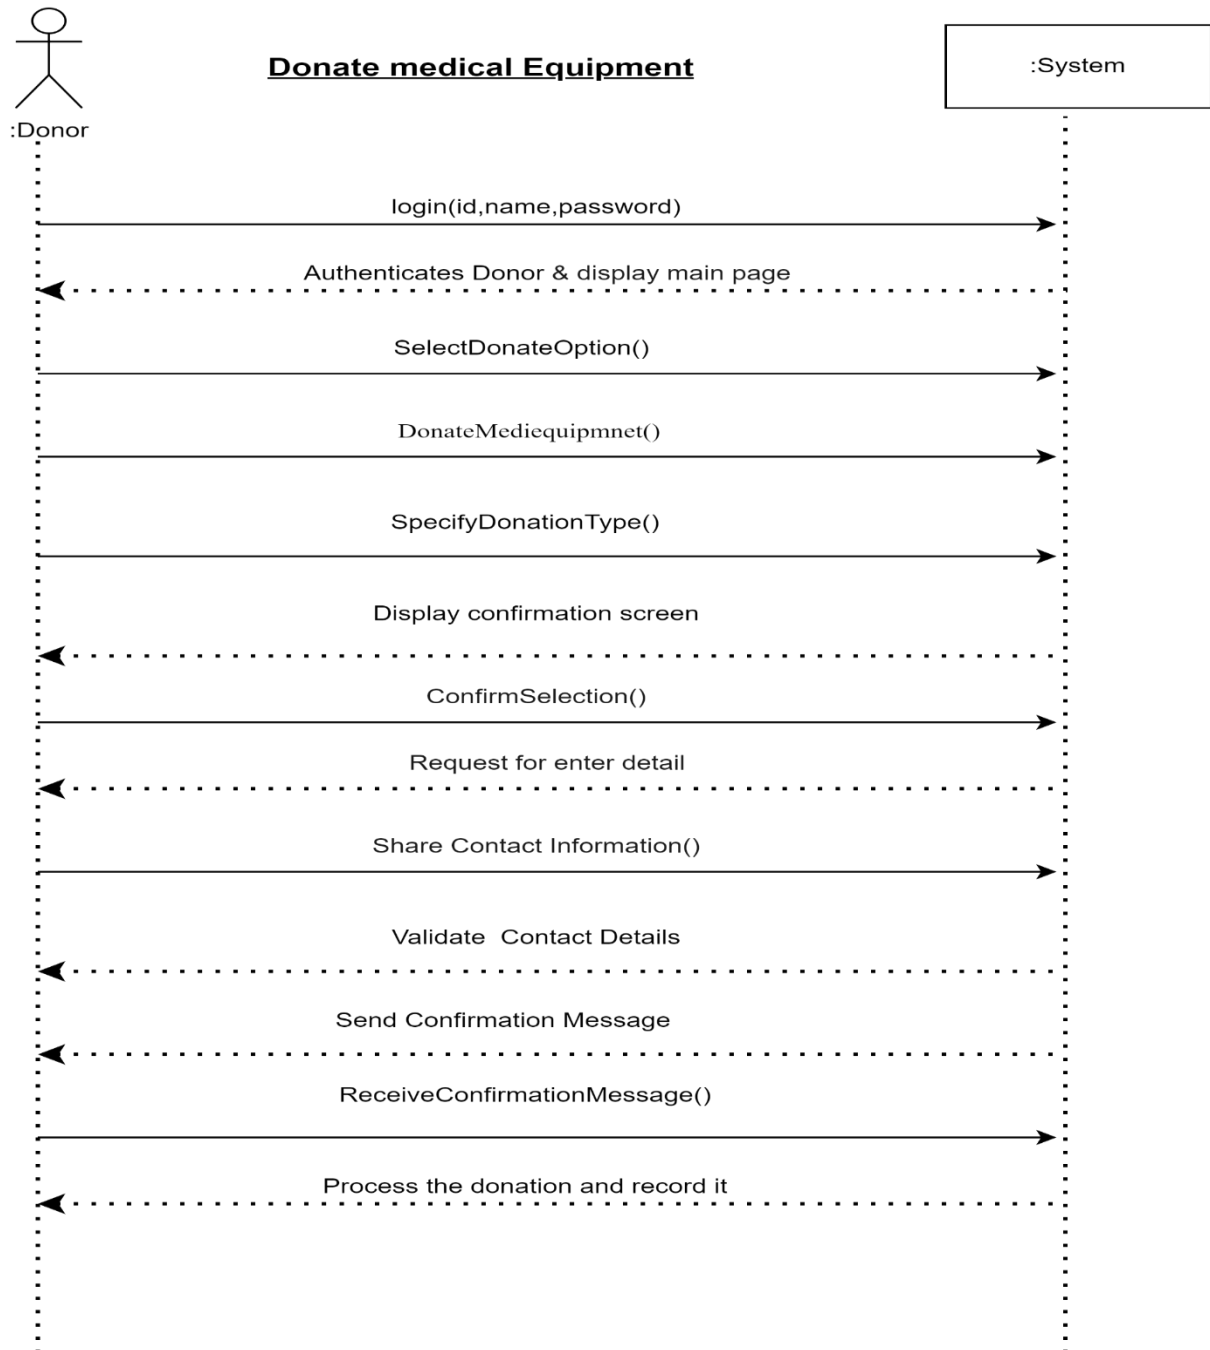 Donate medical Equipment
:System
:Donor
login(id,name,password)
Authenticates Donor & display main page
SelectDonateOption()
DonateMediequipmnet()
SpecifyDonationType()
Display confirmation screen
ConfirmSelection()
Request for enter detail
Share Contact Information()
Validate  Contact Details
Send Confirmation Message
ReceiveConfirmationMessage()
Process the donation and record it